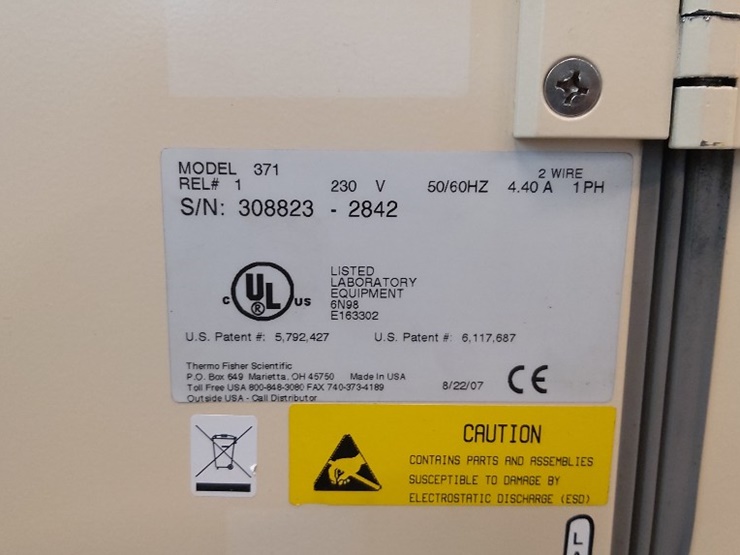 MODEL 371
2 WIRE
REL# 1 230 V 50/60HZ 4.40 A 1PH
S/N: 308823 - 2842
C UL US ®
LISTED
LABORATORY
EQUIPMENT
6N98
E163302
U.S. Patent #: 5,792,427 U.S. Patent #: 6,117,687
Thermo Fisher Scientific
P.O. Box 649 Marietta, OH 45750 Made in USA
Toll Free USA 800-848-3080 FAX 740-373-4189
Outside USA - Call Distributor
8/22/07 CE
CAUTION
CONTAINS PARTS AND ASSEMBLIES
SUSCEPTIBLE TO DAMAGE BY
ELECTROSTATIC DISCHARGE (ESD)
L